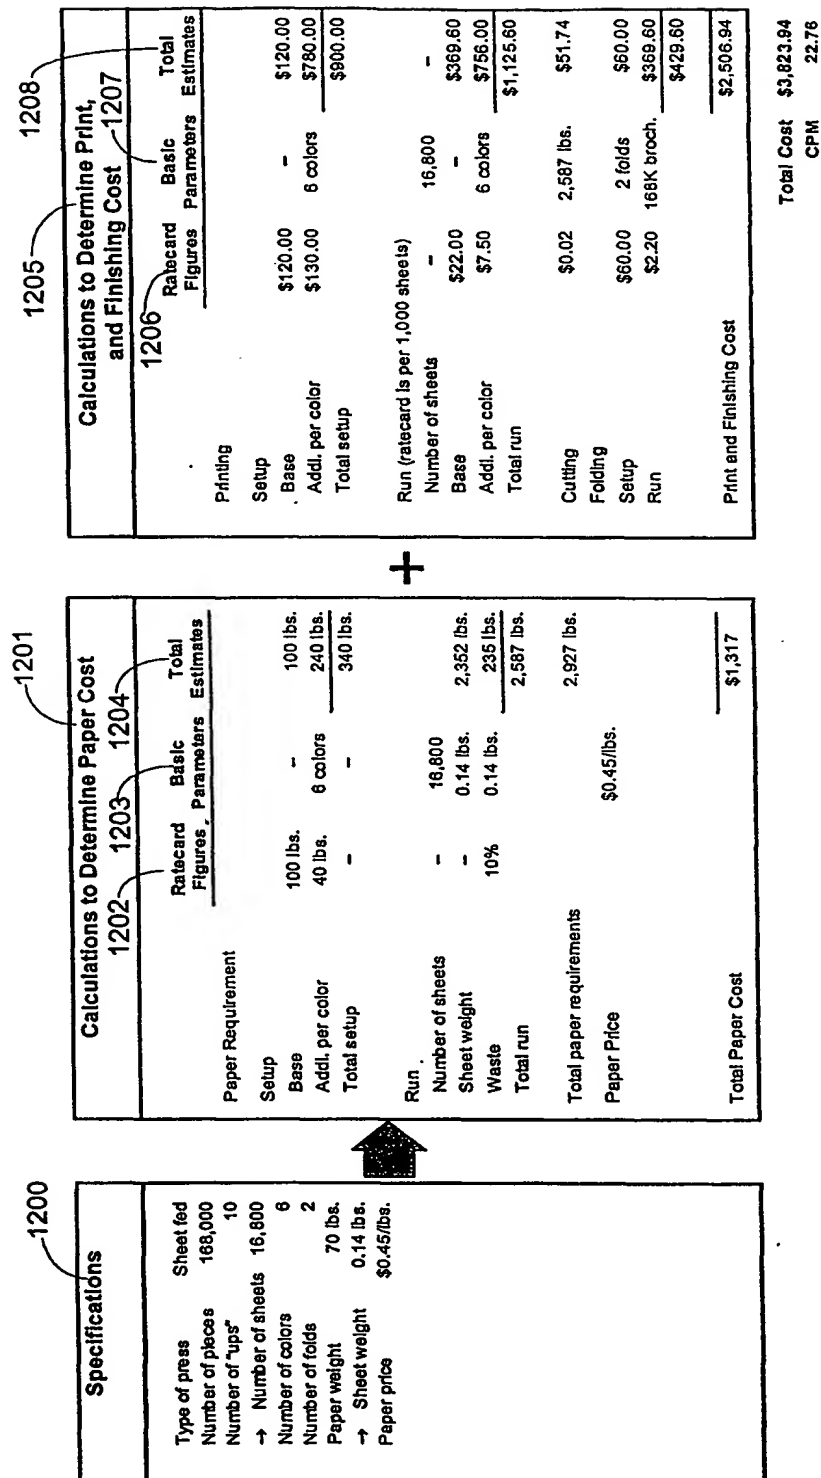 1200
Specifications
Type of press Sheet fed
Number of pieces 168,000
Number of "ups" 10
→ Number of sheets 16,800
Number of colors 6
Number of folds 2
Paper weight 70 lbs.
→ Sheet weight 0.14 lbs.
Paper price $0.45/lbs.
1201
Calculations to Determine Paper Cost
1202 1203 1204
Ratecard Basic Total
Figures Parameters Estimates
Paper Requirement
Setup
Base 100 lbs. – 100 lbs.
Addl. per color 40 lbs. 6 colors 240 lbs.
Total setup – – 340 lbs.
Run
Number of sheets – 16,800
Sheet weight – 0.14 lbs. 2,352 lbs.
Waste 10% 0.14 lbs. 235 lbs.
Total run 2,587 lbs.
Total paper requirements 2,927 lbs.
Paper Price $0.45/lbs.
Total Paper Cost $1,317
+
1205
Calculations to Determine Print,
and Finishing Cost
1206 1207 1208
Ratecard Basic Total
Figures Parameters Estimates
Printing
Setup
Base $120.00 – $120.00
Addl. per color $130.00 6 colors $780.00
Total setup $900.00
Run (ratecard is per 1,000 sheets)
Number of sheets – 16,800 –
Base $22.00 – $369.60
Addl. per color $7.50 6 colors $756.00
Total run $1,125.60
Cutting $0.02 2,587 lbs. $51.74
Folding
Setup $60.00 2 folds $60.00
Run $2.20 168K broch. $369.60
$429.60
Print and Finishing Cost $2,506.94
Total Cost $3,823.94
CPM 22.76